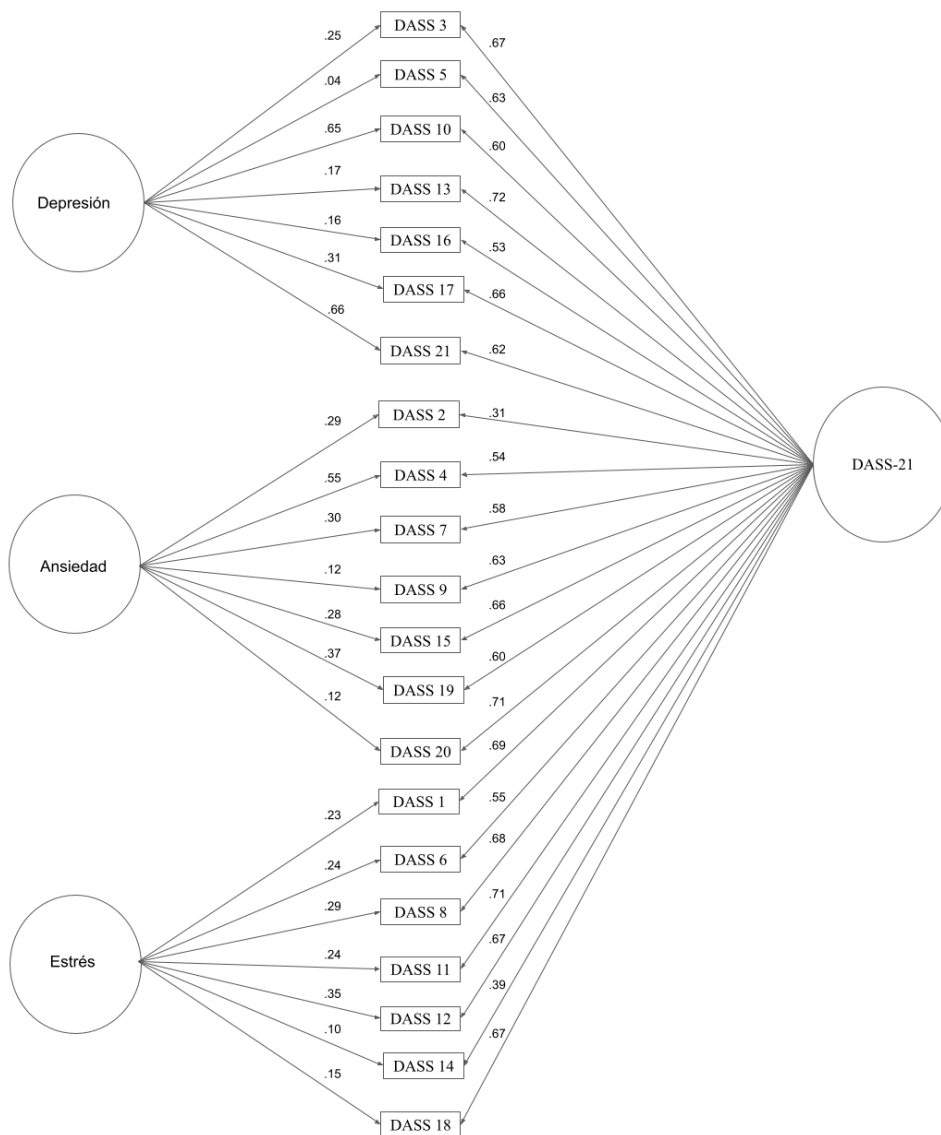 .25 DASS 3 .67
.04 DASS 5 .63
.65 DASS 10 .60
.17 DASS 13 .72
Depresión
.16 DASS 16 .53
.31 DASS 17 .66
.66 DASS 21 .62
.29 DASS 2 .31
DASS-21
.55 DASS 4 .54
.30 DASS 7 .58
Ansiedad
.12 DASS 9 .63
.28 DASS 15 .66
.37 DASS 19 .60
.12 DASS 20 .71
.23 DASS 1 .69
.24 DASS 6 .55
.29 DASS 8 .68
Estrés
.24 DASS 11 .71
.35 DASS 12 .67
.10 DASS 14 .39
.15 DASS 18 .67